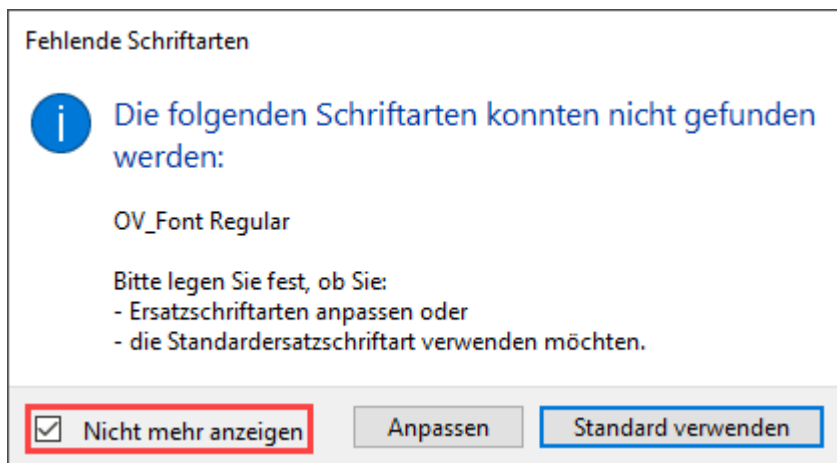 Fehlende Schriftarten
Die folgenden Schriftarten konnten nicht gefunden
werden:
OV_Font Regular
Bitte legen Sie fest, ob Sie:
- Ersatzschriftarten anpassen oder
- die Standardersatzschriftart verwenden möchten.
Nicht mehr anzeigen
Anpassen
Standard verwenden